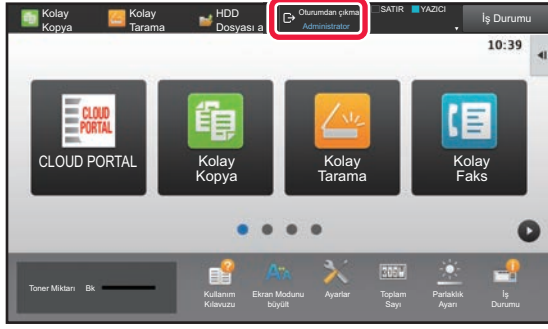 Kolay
Kopya
Kolay
Tarama
HDD
Dosyası a
Oturumdan çıkma
Administrator
SATIR
YAZICI
İş Durumu
10:39
CLOUD
PORTAL
CLOUD PORTAL
Kolay
Kopya
Kolay
Tarama
Kolay
Faks
Toner Miktarı Bk
Kullanım
Kılavuzu
Ekran Modunu
büyült
Ayarlar
Toplam
Sayı
Parlaklık
Ayarı
İş
Durumu